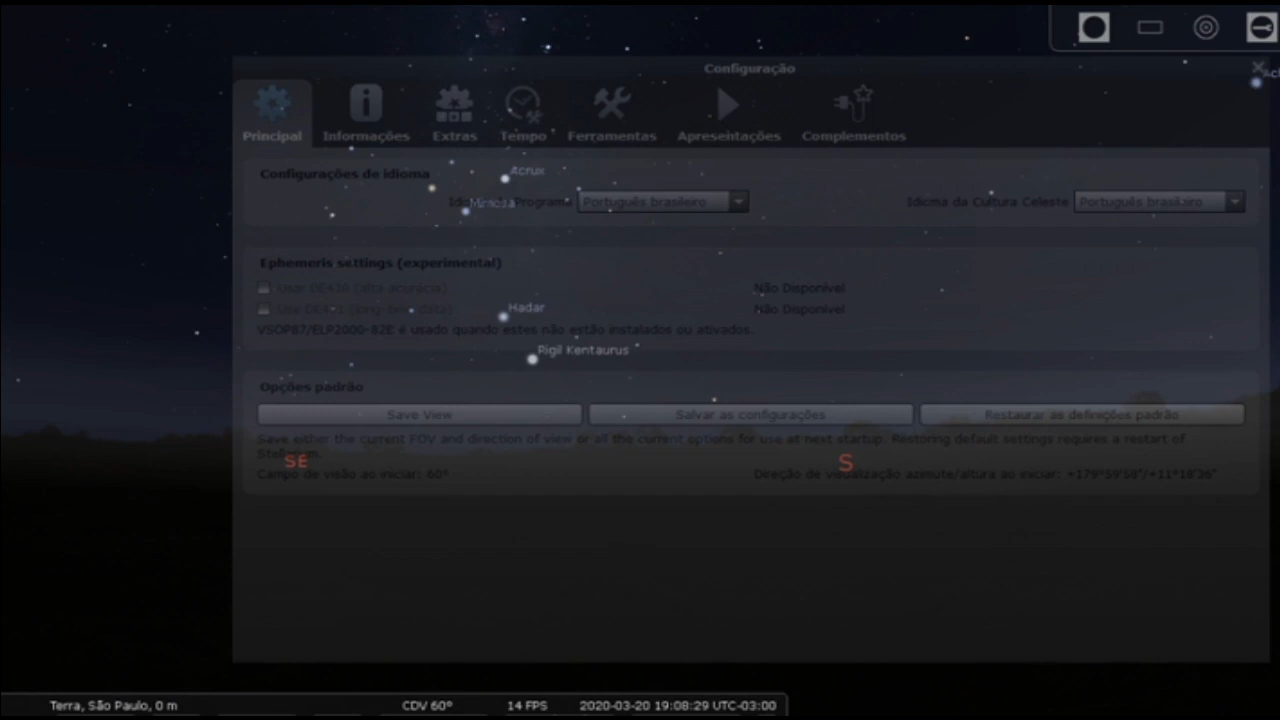 Configuração
Principal Informações Extras Tempo Ferramentas Apresentações Complementos
Configurações de idioma
Acrux
Mimosa
Programa Português brasileiro Idioma da Cultura Celeste Português brasileiro
Ephemeris settings (experimental)
Usar DE430 (alta acurácia) Não Disponível
Hadar
Não Disponível
VSOP87/ELP2000-82E é usado quando estes não estão instalados ou ativados.
Rigil Kentaurus
Opções padrão
Save View Salvar as configurações Restaurar as definições padrão
Save either the current FOV and direction of view or all the current options for use at next startup. Restoring default settings requires a restart of
SE S
Campo de visão ao iniciar: 60° Direção de visualização azimute/altura ao iniciar: +179°59'58"/+11°18'36"
Terra, São Paulo, 0 m CDV 60° 14 FPS 2020-03-20 19:08:29 UTC-03:00